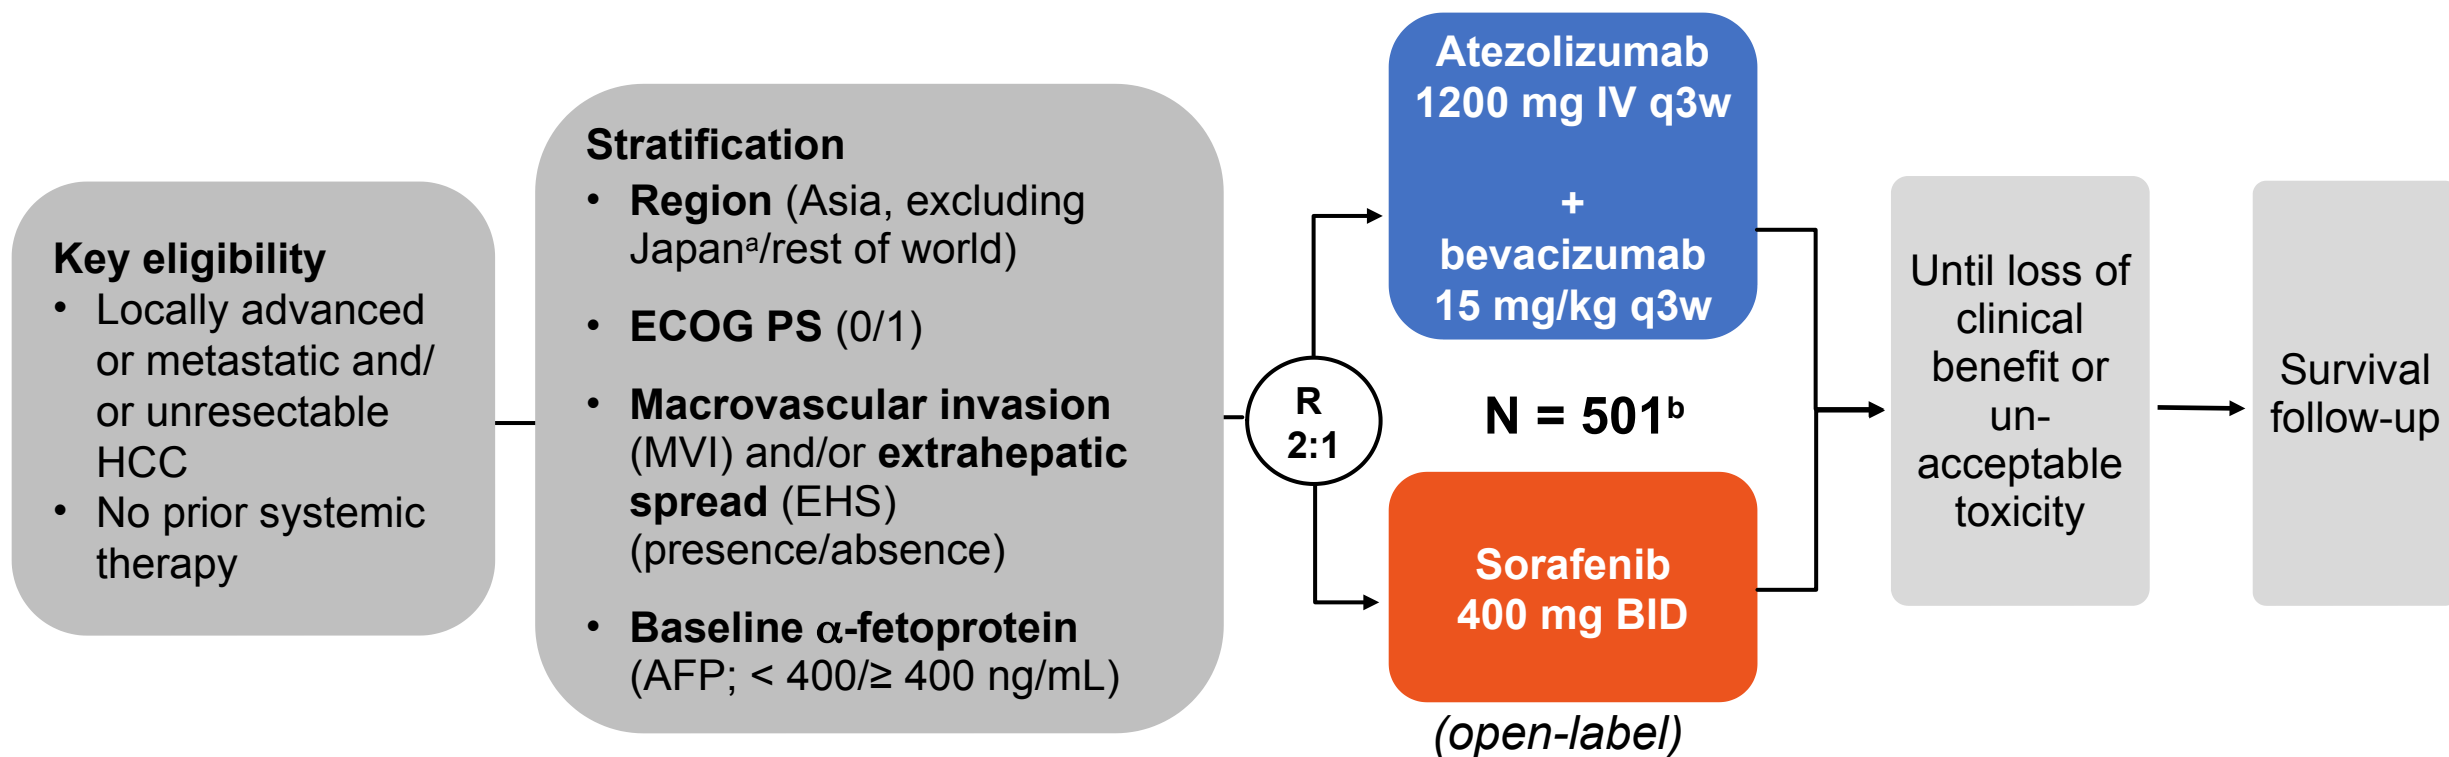 Key eligibility
• Locally advanced
or metastatic and/
or unresectable
HCC
• No prior systemic
therapy
Stratification
• Region (Asia, excluding
Japanᵃ/rest of world)
• ECOG PS (0/1)
• Macrovascular invasion
(MVI) and/or extrahepatic
spread (EHS)
(presence/absence)
• Baseline α-fetoprotein
(AFP; < 400/≥ 400 ng/mL)
R
2:1
Atezolizumab
1200 mg IV q3w
+
bevacizumab
15 mg/kg q3w
N = 501ᵇ
Sorafenib
400 mg BID
(open-label)
Until loss of
clinical
benefit or
un-
acceptable
toxicity
Survival
follow-up